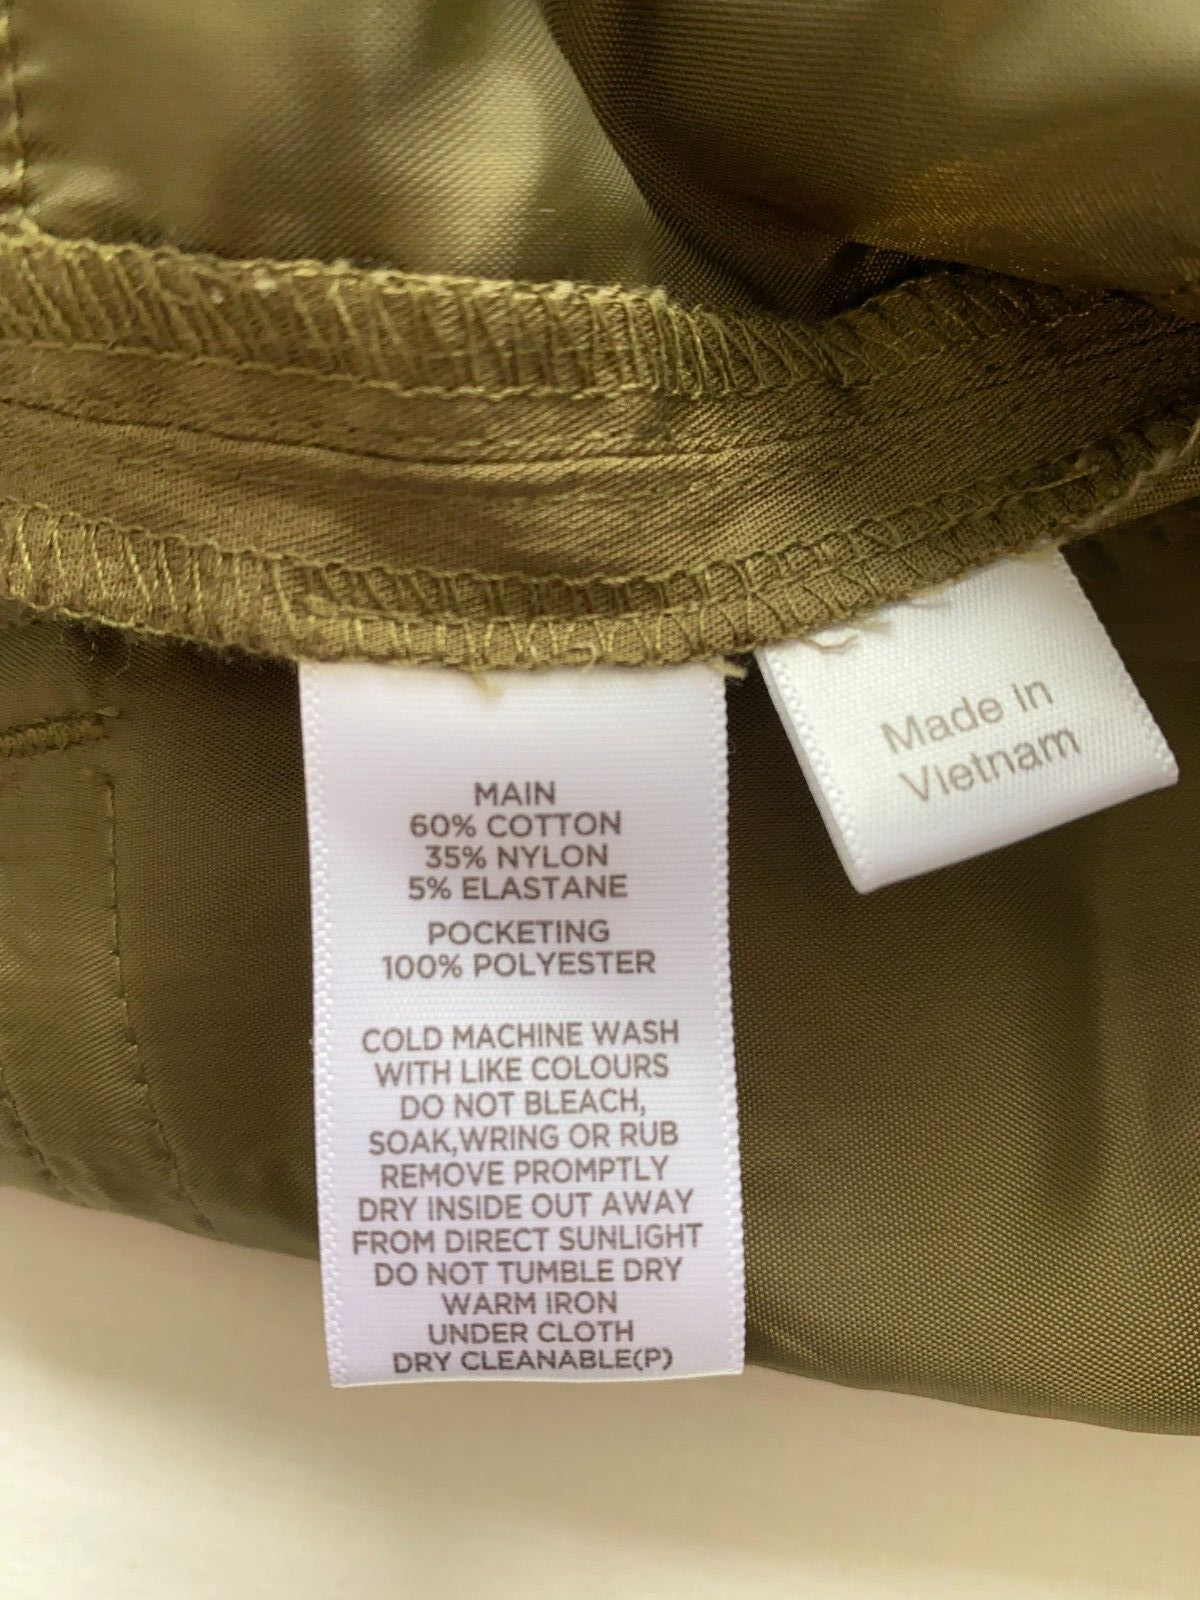 MAIN
60% COTTON
35% NYLON
5% ELASTANE
POCKETING
100% POLYESTER
COLD MACHINE WASH
WITH LIKE COLOURS
DO NOT BLEACH,
SOAK,WRING OR RUB
REMOVE PROMPTLY
DRY INSIDE OUT AWAY
FROM DIRECT SUNLIGHT
DO NOT TUMBLE DRY
WARM IRON
UNDER CLOTH
DRY CLEANABLE(P)
Made in
Vietnam